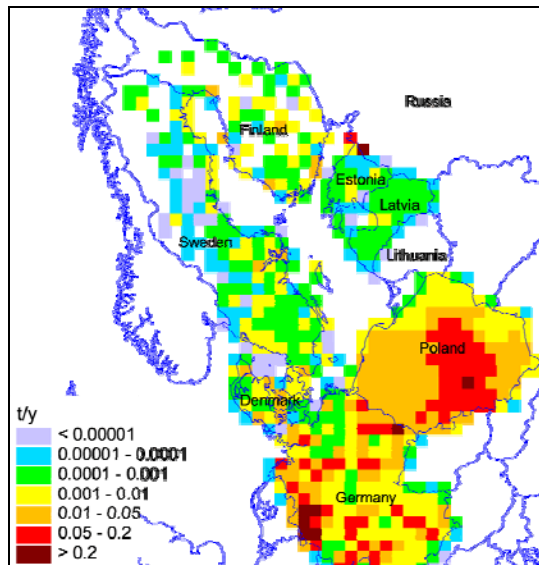 Russia
Finland
Estonia
Latvia
Sweden
Lithuania
Poland
Denmark
Germany
t/y
< 0.00001
0.00001 - 0.0001
0.0001 - 0.001
0.001 - 0.01
0.01 - 0.05
0.05 - 0.2
> 0.2